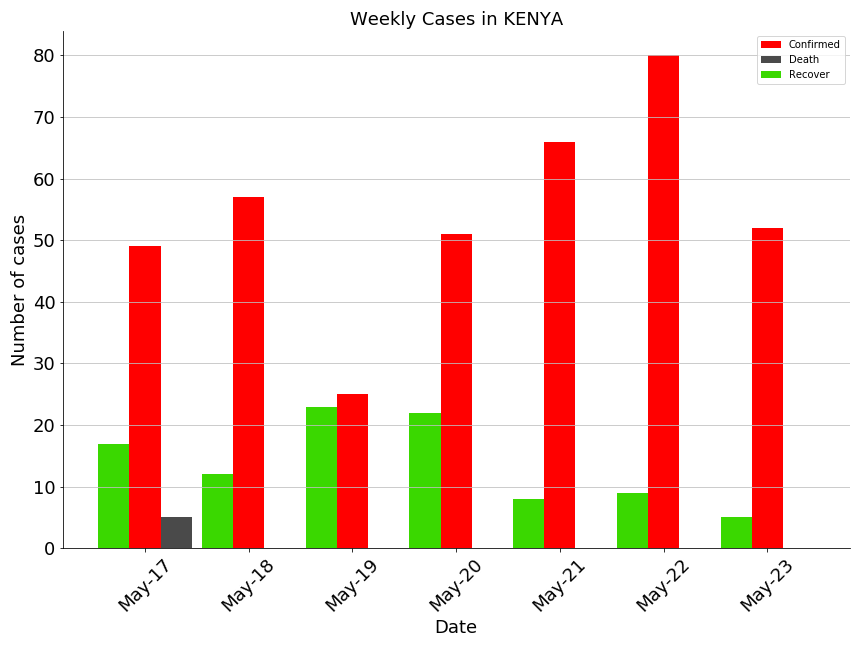 Weekly Cases in KENYA
Confirmed
Death
Recover
Number of cases
80
70
60
50
40
30
20
10
0
May-17
May-18
May-19
May-20
May-21
May-22
May-23
Date